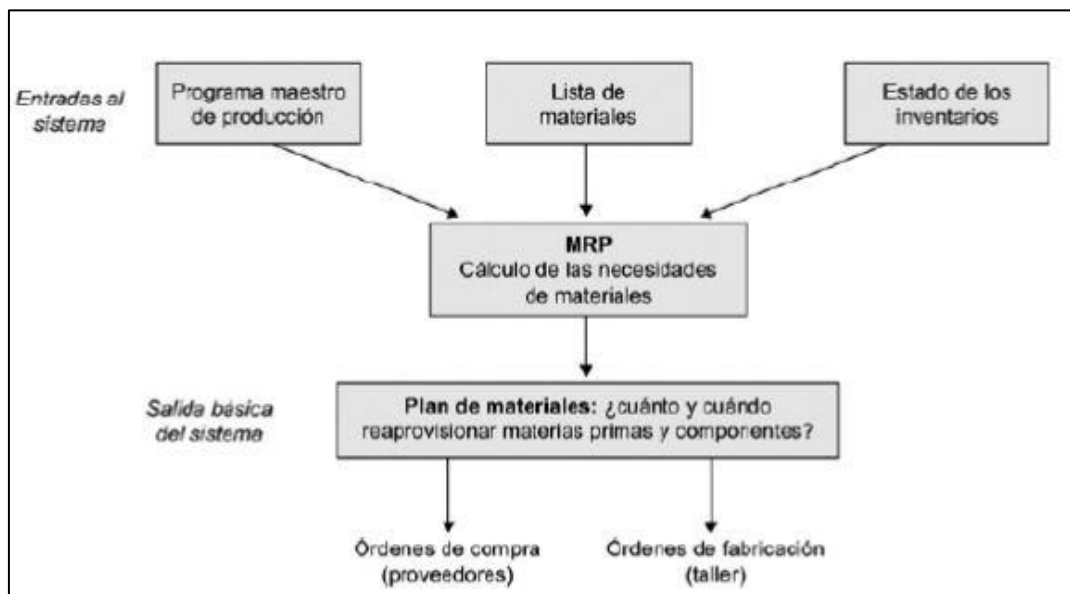 Entradas al
sistema
Programa maestro
de producción
Lista de
materiales
Estado de los
inventarios
MRP
Cálculo de las necesidades
de materiales
Salida básica
del sistema
Plan de materiales: ¿cuánto y cuándo
reaprovisionar materias primas y componentes?
Órdenes de compra
(proveedores)
Órdenes de fabricación
(taller)